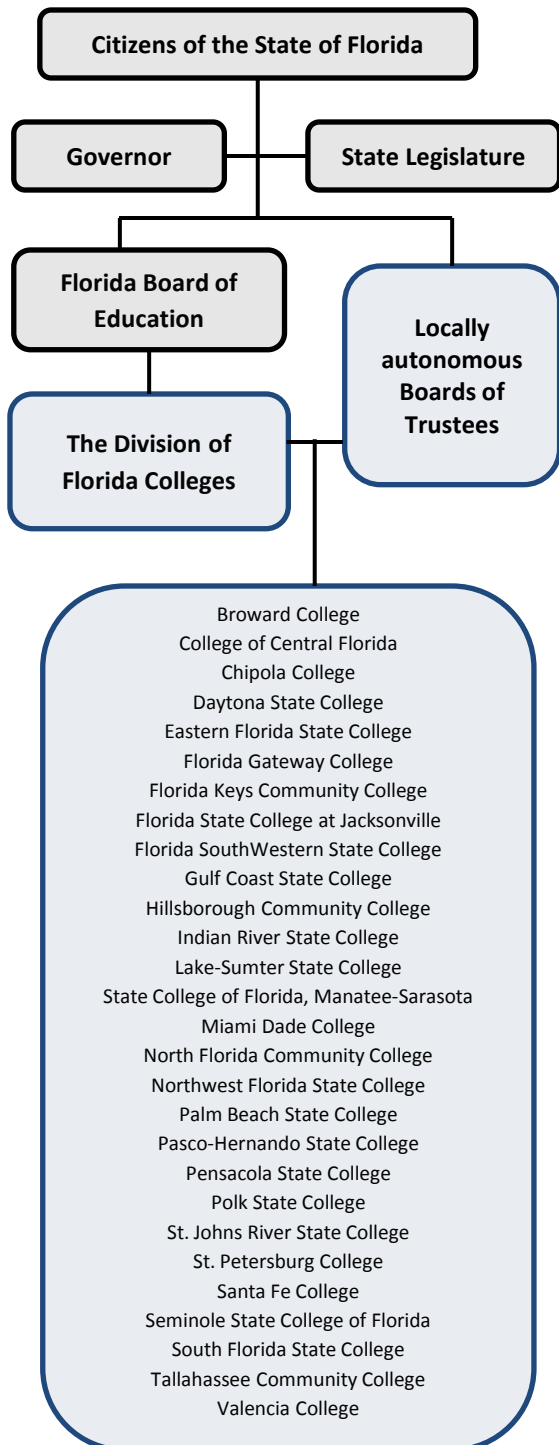 Citizens of the State of Florida
Governor
State Legislature
Florida Board of
Education
Locally
autonomous
Boards of
Trustees
The Division of
Florida Colleges
Broward College
College of Central Florida
Chipola College
Daytona State College
Eastern Florida State College
Florida Gateway College
Florida Keys Community College
Florida State College at Jacksonville
Florida SouthWestern State College
Gulf Coast State College
Hillsborough Community College
Indian River State College
Lake-Sumter State College
State College of Florida, Manatee-Sarasota
Miami Dade College
North Florida Community College
Northwest Florida State College
Palm Beach State College
Pasco-Hernando State College
Pensacola State College
Polk State College
St. Johns River State College
St. Petersburg College
Santa Fe College
Seminole State College of Florida
South Florida State College
Tallahassee Community College
Valencia College